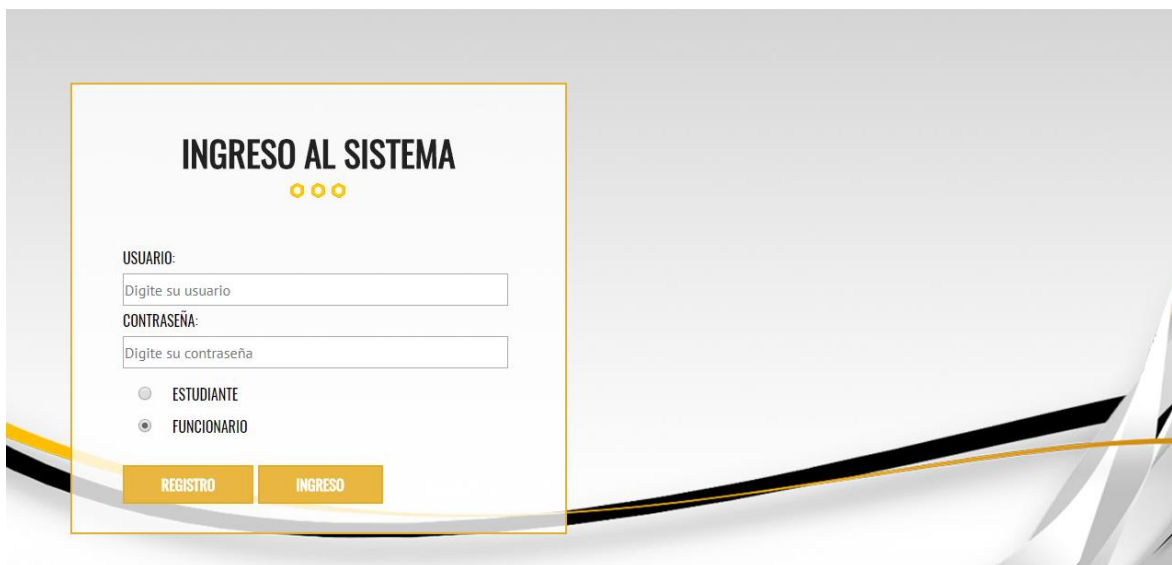 INGRESO AL SISTEMA
USUARIO:
Digite su usuario
CONTRASEÑA:
Digite su contraseña
ESTUDIANTE
FUNCIONARIO
REGISTRO INGRESO